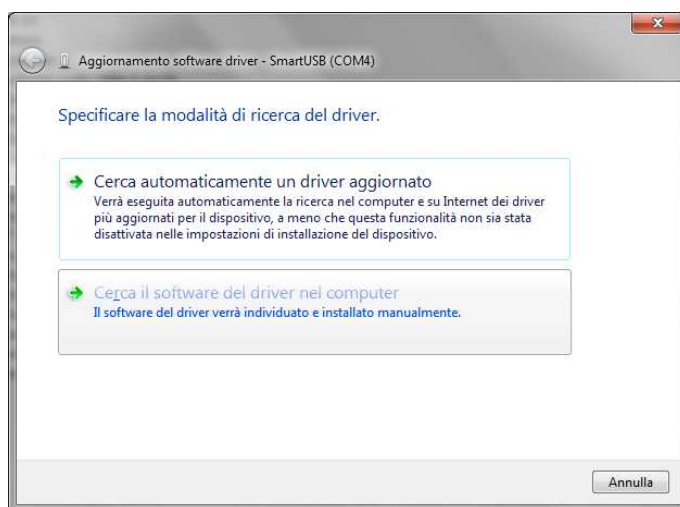 Aggiornamento software driver - SmartUSB (COM4)
Specificare la modalità di ricerca del driver.
Cerca automaticamente un driver aggiornato
Verrà eseguita automaticamente la ricerca nel computer e su Internet dei driver
più aggiornati per il dispositivo, a meno che questa funzionalità non sia stata
disattivata nelle impostazioni di installazione del dispositivo.
Cerca il software del driver nel computer
Il software del driver verrà individuato e installato manualmente.
Annulla